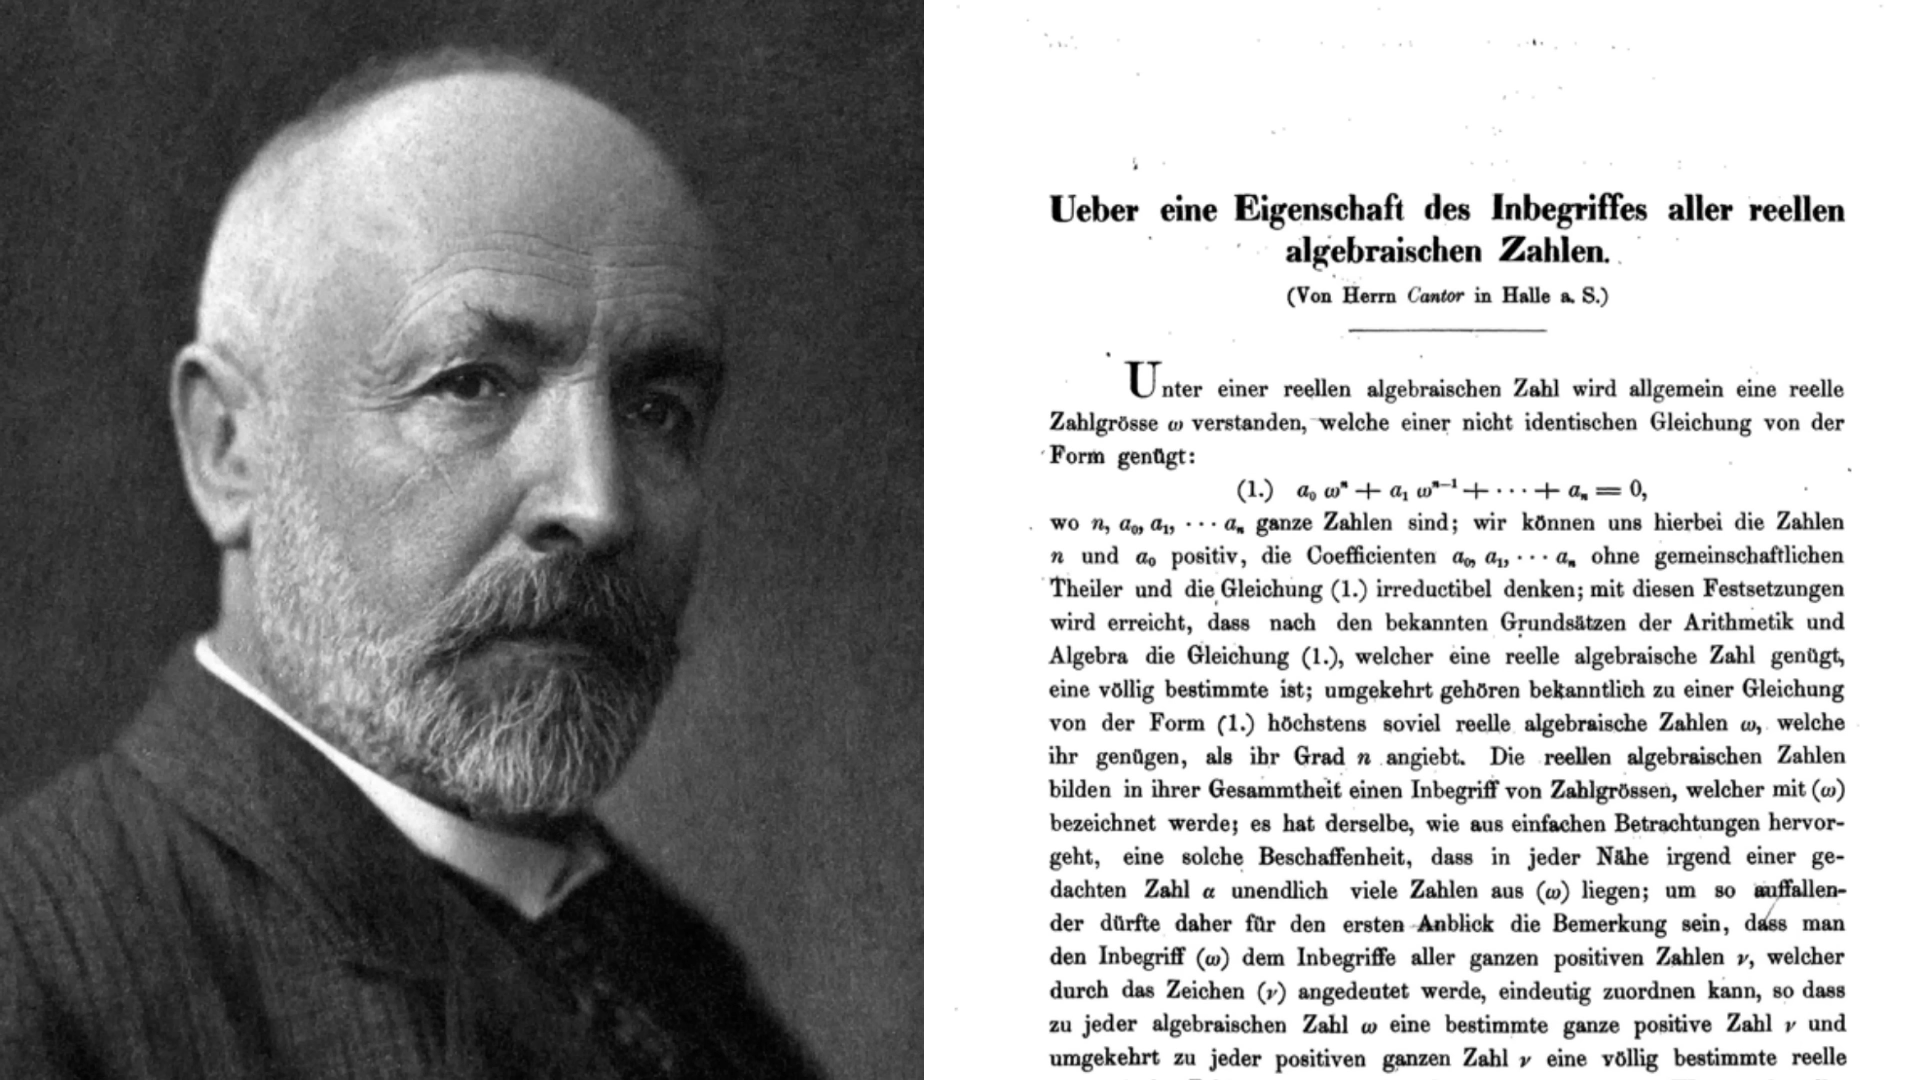 Ueber eine Eigenschaft des Inbegriffes aller reellen
algebraischen Zahlen.
(Von Herrn Cantor in Halle a. S.)
Unter einer reellen algebraischen Zahl wird allgemein eine reelle
Zahlgrösse ω verstanden, welche einer nicht identischen Gleichung von der
Form genügt:
(1.) a₀ ωⁿ + a₁ ωⁿ⁻¹ + · · · + aₙ = 0,
wo n, a₀, a₁, · · · aₙ ganze Zahlen sind; wir können uns hierbei die Zahlen
n und a₀ positiv, die Coefficienten a₀, a₁, · · · aₙ ohne gemeinschaftlichen
Theiler und die Gleichung (1.) irreductibel denken; mit diesen Festsetzungen
wird erreicht, dass nach den bekannten Grundsätzen der Arithmetik und
Algebra die Gleichung (1.), welcher eine reelle algebraische Zahl genügt,
eine völlig bestimmte ist; umgekehrt gehören bekanntlich zu einer Gleichung
von der Form (1.) höchstens soviel reelle algebraische Zahlen ω, welche
ihr genügen, als ihr Grad n angiebt. Die reellen algebraischen Zahlen
bilden in ihrer Gesammtheit einen Inbegriff von Zahlgrössen, welcher mit (ω)
bezeichnet werde; es hat derselbe, wie aus einfachen Betrachtungen hervor-
geht, eine solche Beschaffenheit, dass in jeder Nähe irgend einer ge-
dachten Zahl α unendlich viele Zahlen aus (ω) liegen; um so auffallen-
der dürfte daher für den ersten Anblick die Bemerkung sein, dass man
den Inbegriff (ω) dem Inbegriffe aller ganzen positiven Zahlen ν, welcher
durch das Zeichen (ν) angedeutet werde, eindeutig zuordnen kann, so dass
zu jeder algebraischen Zahl ω eine bestimmte ganze positive Zahl ν und
umgekehrt zu jeder positiven ganzen Zahl ν eine völlig bestimmte reelle